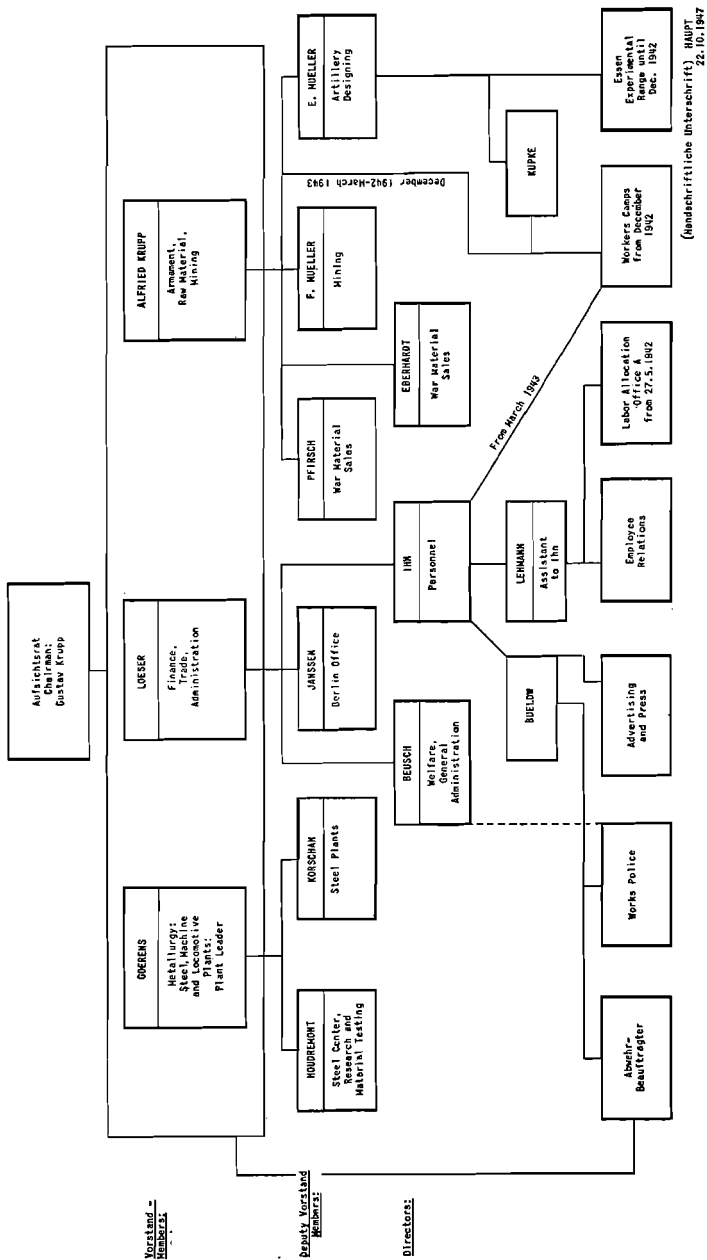 Aufsichtsrat
Chairman:
Gustav Krupp
Vorstand -
Members:
GOERENS
Metallurgy:
Steel, Machine
and Locomotive
Plants:
Plant Leader
LOESER
Finance,
Trade,
Administration
ALFRIED KRUPP
Armament,
Raw Material,
Mining
Deputy Vorstand
Members:
HOUDREMONT
Steel Center,
Research and
Material Testing
KORSCHAN
Steel Plants
JANSSEN
Berlin Office
PFIRSCH
War Material
Sales
F. MUELLER
Mining
E. MUELLER
Artillery
Designing
December 1942-March 1943
Directors:
BEUSCH
Welfare,
General
Administration
IHN
Personnel
EBERHARDT
War Material
Sales
From March 1943
BUELOW
LEHMANN
Assistant
to Ihn
KUPKE
Abwehr-
Beauftragter
Works Police
Advertising
and Press
Employee
Relations
Labor Allocation
Office A
from 27.5.1942
Workers Camps
from December
1942
Essen
Experimental
Range until
Dec. 1942
(Handschriftliche Unterschrift) HAUPT
22.10.1947